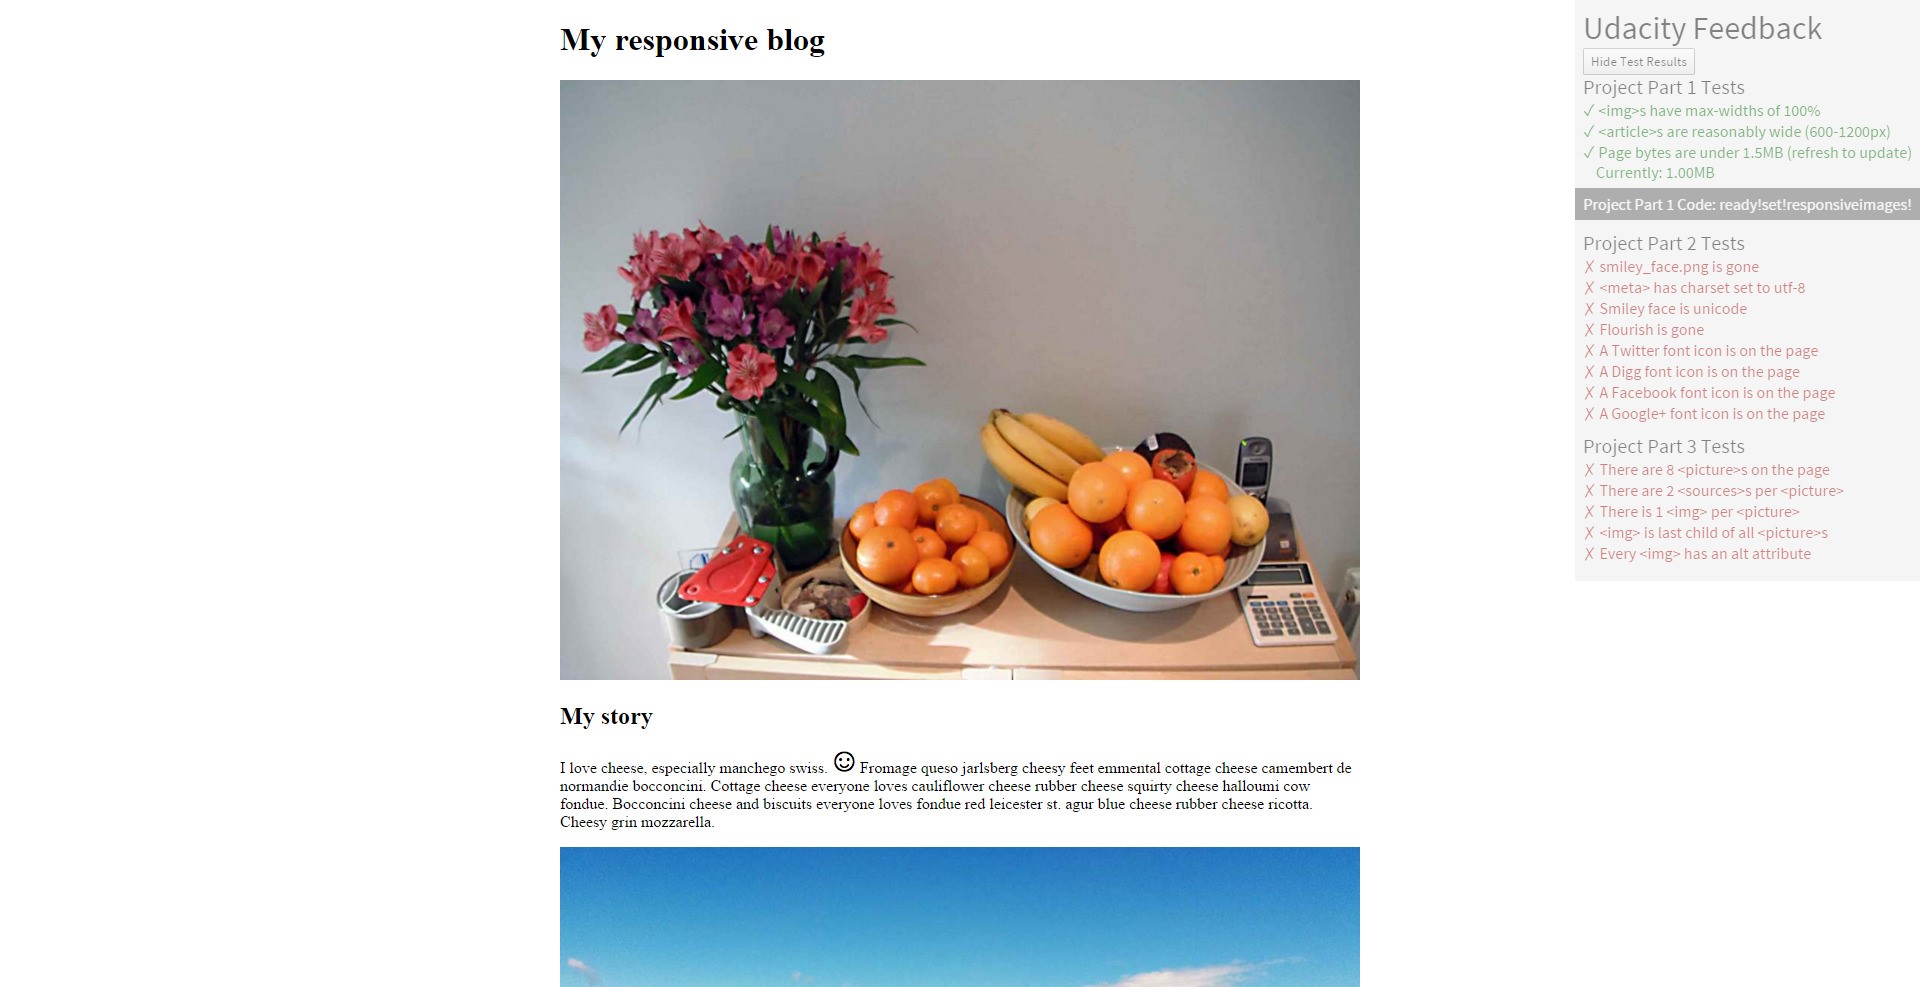 My responsive blog
My story
I love cheese, especially manchego swiss. ☺ Fromage queso jarlsberg cheesy feet emmental cottage cheese camembert de
normandie bocconcini. Cottage cheese everyone loves cauliflower cheese rubber cheese squirty cheese halloumi cow
fondue. Bocconcini cheese and biscuits everyone loves fondue red leicester st. agur blue cheese rubber cheese ricotta.
Cheesy grin mozzarella.
Udacity Feedback
Hide Test Results
Project Part 1 Tests
✓ <img>s have max-widths of 100%
✓ <article>s are reasonably wide (600-1200px)
✓ Page bytes are under 1.5MB (refresh to update)
Currently: 1.00MB
Project Part 1 Code: ready!set!responsiveimages!
Project Part 2 Tests
✗ smiley_face.png is gone
✗ <meta> has charset set to utf-8
✗ Smiley face is unicode
✗ Flourish is gone
✗ A Twitter font icon is on the page
✗ A Digg font icon is on the page
✗ A Facebook font icon is on the page
✗ A Google+ font icon is on the page
Project Part 3 Tests
✗ There are 8 <picture>s on the page
✗ There are 2 <sources>s per <picture>
✗ There is 1 <img> per <picture>
✗ <img> is last child of all <picture>s
✗ Every <img> has an alt attribute